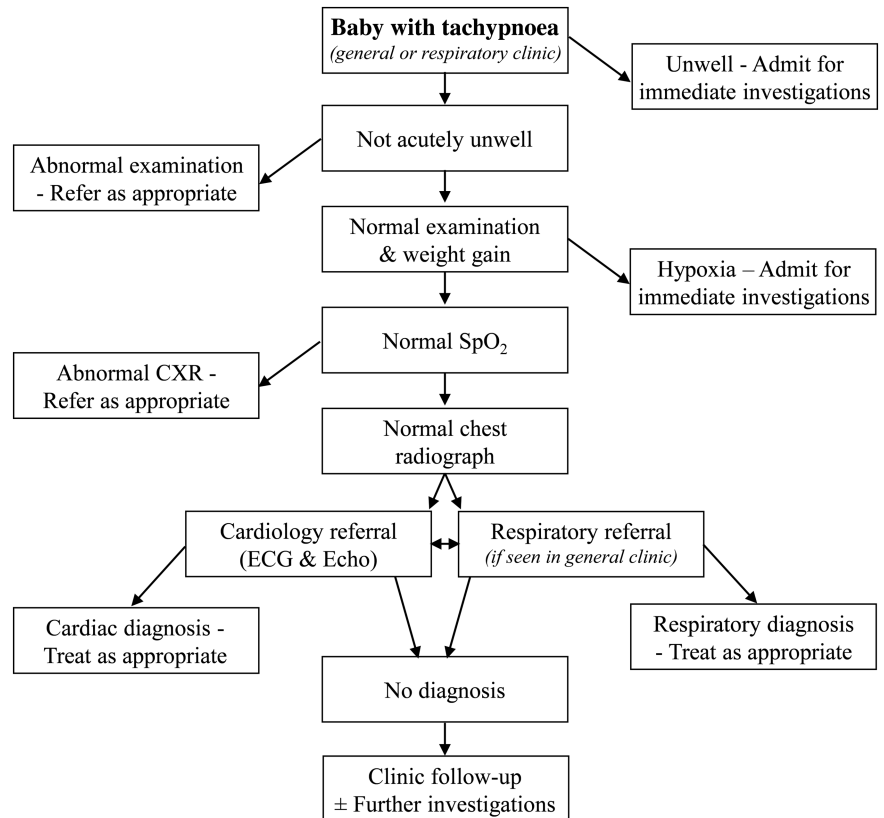 Baby with tachypnoea
(general or respiratory clinic)
Unwell - Admit for
immediate investigations
Not acutely unwell
Abnormal examination
- Refer as appropriate
Normal examination
& weight gain
Hypoxia – Admit for
immediate investigations
Normal SpO₂
Abnormal CXR -
Refer as appropriate
Normal chest
radiograph
Cardiology referral
(ECG & Echo)
Respiratory referral
(if seen in general clinic)
Cardiac diagnosis -
Treat as appropriate
Respiratory diagnosis
- Treat as appropriate
No diagnosis
Clinic follow-up
± Further investigations